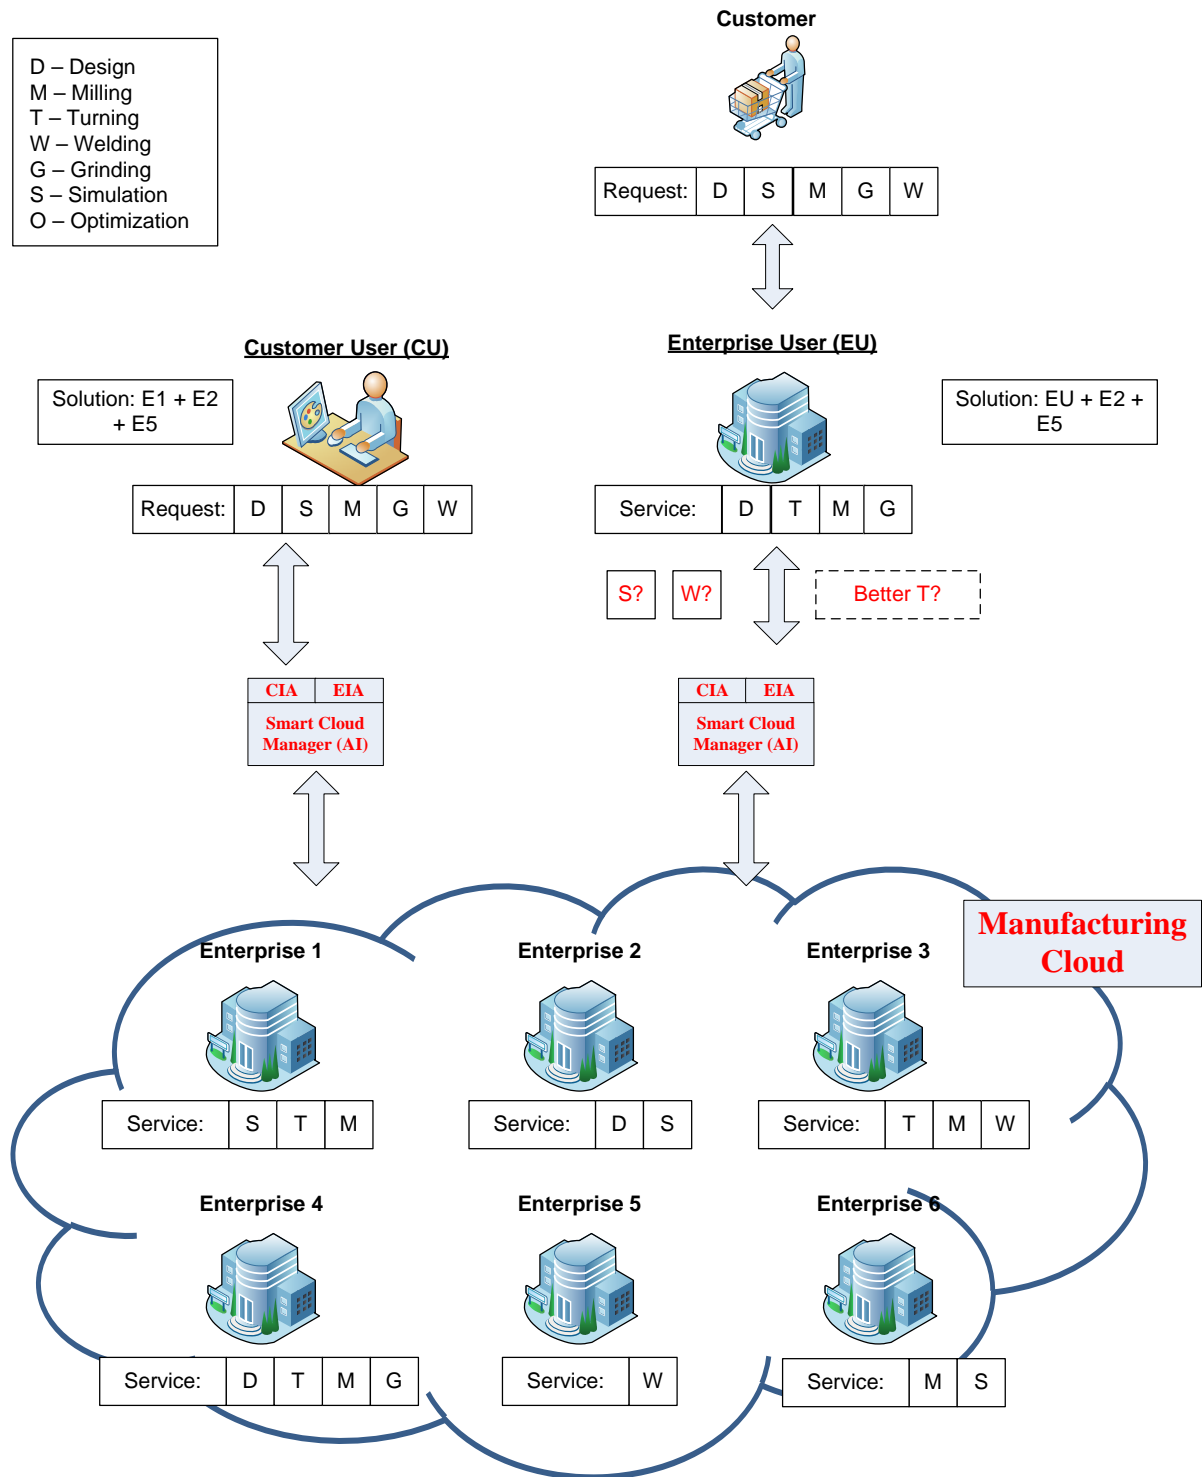 Customer
D – Design
M – Milling
T – Turning
W – Welding
G – Grinding
S – Simulation
O – Optimization
Request: D S M G W
Customer User (CU)
Enterprise User (EU)
Solution: E1 + E2
+ E5
Solution: EU + E2 +
E5
Request: D S M G W
Service: D T M G
S? W? Better T?
CIA EIA
Smart Cloud
Manager (AI)
CIA EIA
Smart Cloud
Manager (AI)
Manufacturing
Cloud
Enterprise 1
Enterprise 2
Enterprise 3
Service: S T M
Service: D S
Service: T M W
Enterprise 4
Enterprise 5
Enterprise 6
Service: D T M G
Service: W
Service: M S